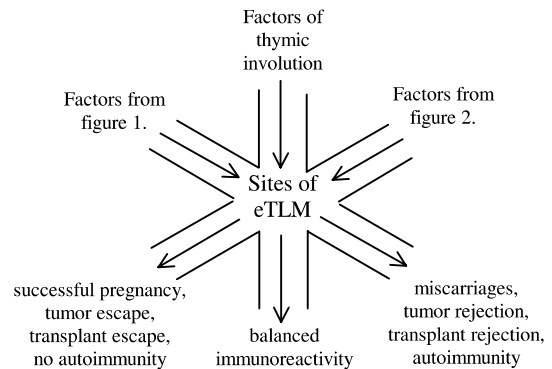 Factors of
thymic
involution
Factors from
figure 1.
Factors from
figure 2.
Sites of
eTLM
successful pregnancy,
tumor escape,
transplant escape,
no autoimmunity
balanced
immunoreactivity
miscarriages,
tumor rejection,
transplant rejection,
autoimmunity